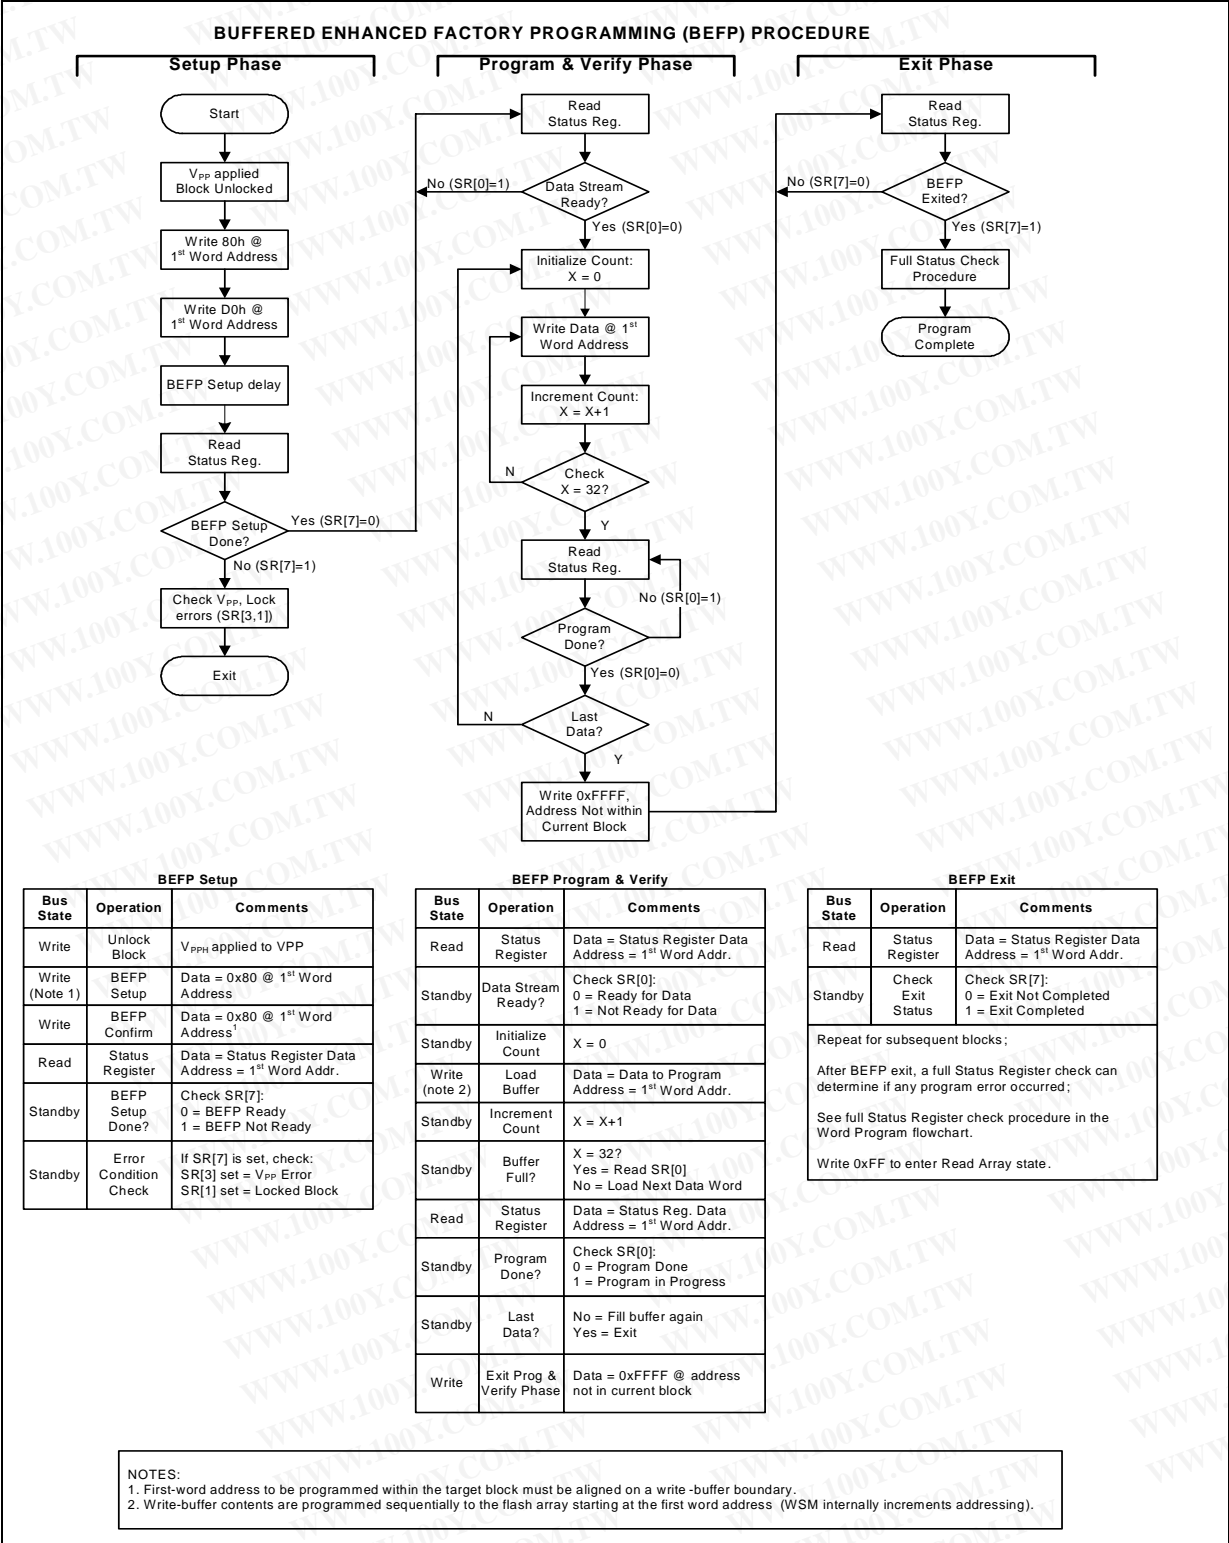 BUFFERED ENHANCED FACTORY PROGRAMMING (BEFP) PROCEDURE
Setup Phase
Start
V_PP applied
Block Unlocked
Write 80h @
1st Word Address
Write D0h @
1st Word Address
BEFP Setup delay
Read
Status Reg.
BEFP Setup
Done?
Yes (SR[7]=0)
No (SR[7]=1)
Check V_PP, Lock
errors (SR[3,1])
Exit
Program & Verify Phase
Read
Status Reg.
No (SR[0]=1)
Data Stream
Ready?
Yes (SR[0]=0)
Initialize Count:
X = 0
Write Data @ 1st
Word Address
Increment Count:
X = X+1
N
Check
X = 32?
Y
Read
Status Reg.
No (SR[0]=1)
Program
Done?
Yes (SR[0]=0)
N
Last
Data?
Y
Write 0xFFFF,
Address Not within
Current Block
Exit Phase
Read
Status Reg.
No (SR[7]=0)
BEFP
Exited?
Yes (SR[7]=1)
Full Status Check
Procedure
Program
Complete
BEFP Setup
Bus State Operation Comments
Write Unlock Block V_PPH applied to VPP
Write (Note 1) BEFP Setup Data = 0x80 @ 1st Word Address
Write BEFP Confirm Data = 0x80 @ 1st Word Address1
Read Status Register Data = Status Register Data Address = 1st Word Addr.
Standby BEFP Setup Done? Check SR[7]:
0 = BEFP Ready
1 = BEFP Not Ready
Standby Error Condition Check If SR[7] is set, check:
SR[3] set = V_PP Error
SR[1] set = Locked Block
BEFP Program & Verify
Bus State Operation Comments
Read Status Register Data = Status Register Data Address = 1st Word Addr.
Standby Data Stream Ready? Check SR[0]:
0 = Ready for Data
1 = Not Ready for Data
Standby Initialize Count X = 0
Write (note 2) Load Buffer Data = Data to Program Address = 1st Word Addr.
Standby Increment Count X = X+1
Standby Buffer Full? X = 32?
Yes = Read SR[0]
No = Load Next Data Word
Read Status Register Data = Status Reg. Data Address = 1st Word Addr.
Standby Program Done? Check SR[0]:
0 = Program Done
1 = Program in Progress
Standby Last Data? No = Fill buffer again
Yes = Exit
Write Exit Prog & Verify Phase Data = 0xFFFF @ address not in current block
BEFP Exit
Bus State Operation Comments
Read Status Register Data = Status Register Data Address = 1st Word Addr.
Standby Check Exit Status Check SR[7]:
0 = Exit Not Completed
1 = Exit Completed
Repeat for subsequent blocks;
After BEFP exit, a full Status Register check can
determine if any program error occurred;
See full Status Register check procedure in the
Word Program flowchart.
Write 0xFF to enter Read Array state.
NOTES:
1. First-word address to be programmed within the target block must be aligned on a write -buffer boundary.
2. Write-buffer contents are programmed sequentially to the flash array starting at the first word address (WSM internally increments addressing).
WWW.100Y.COM.TW